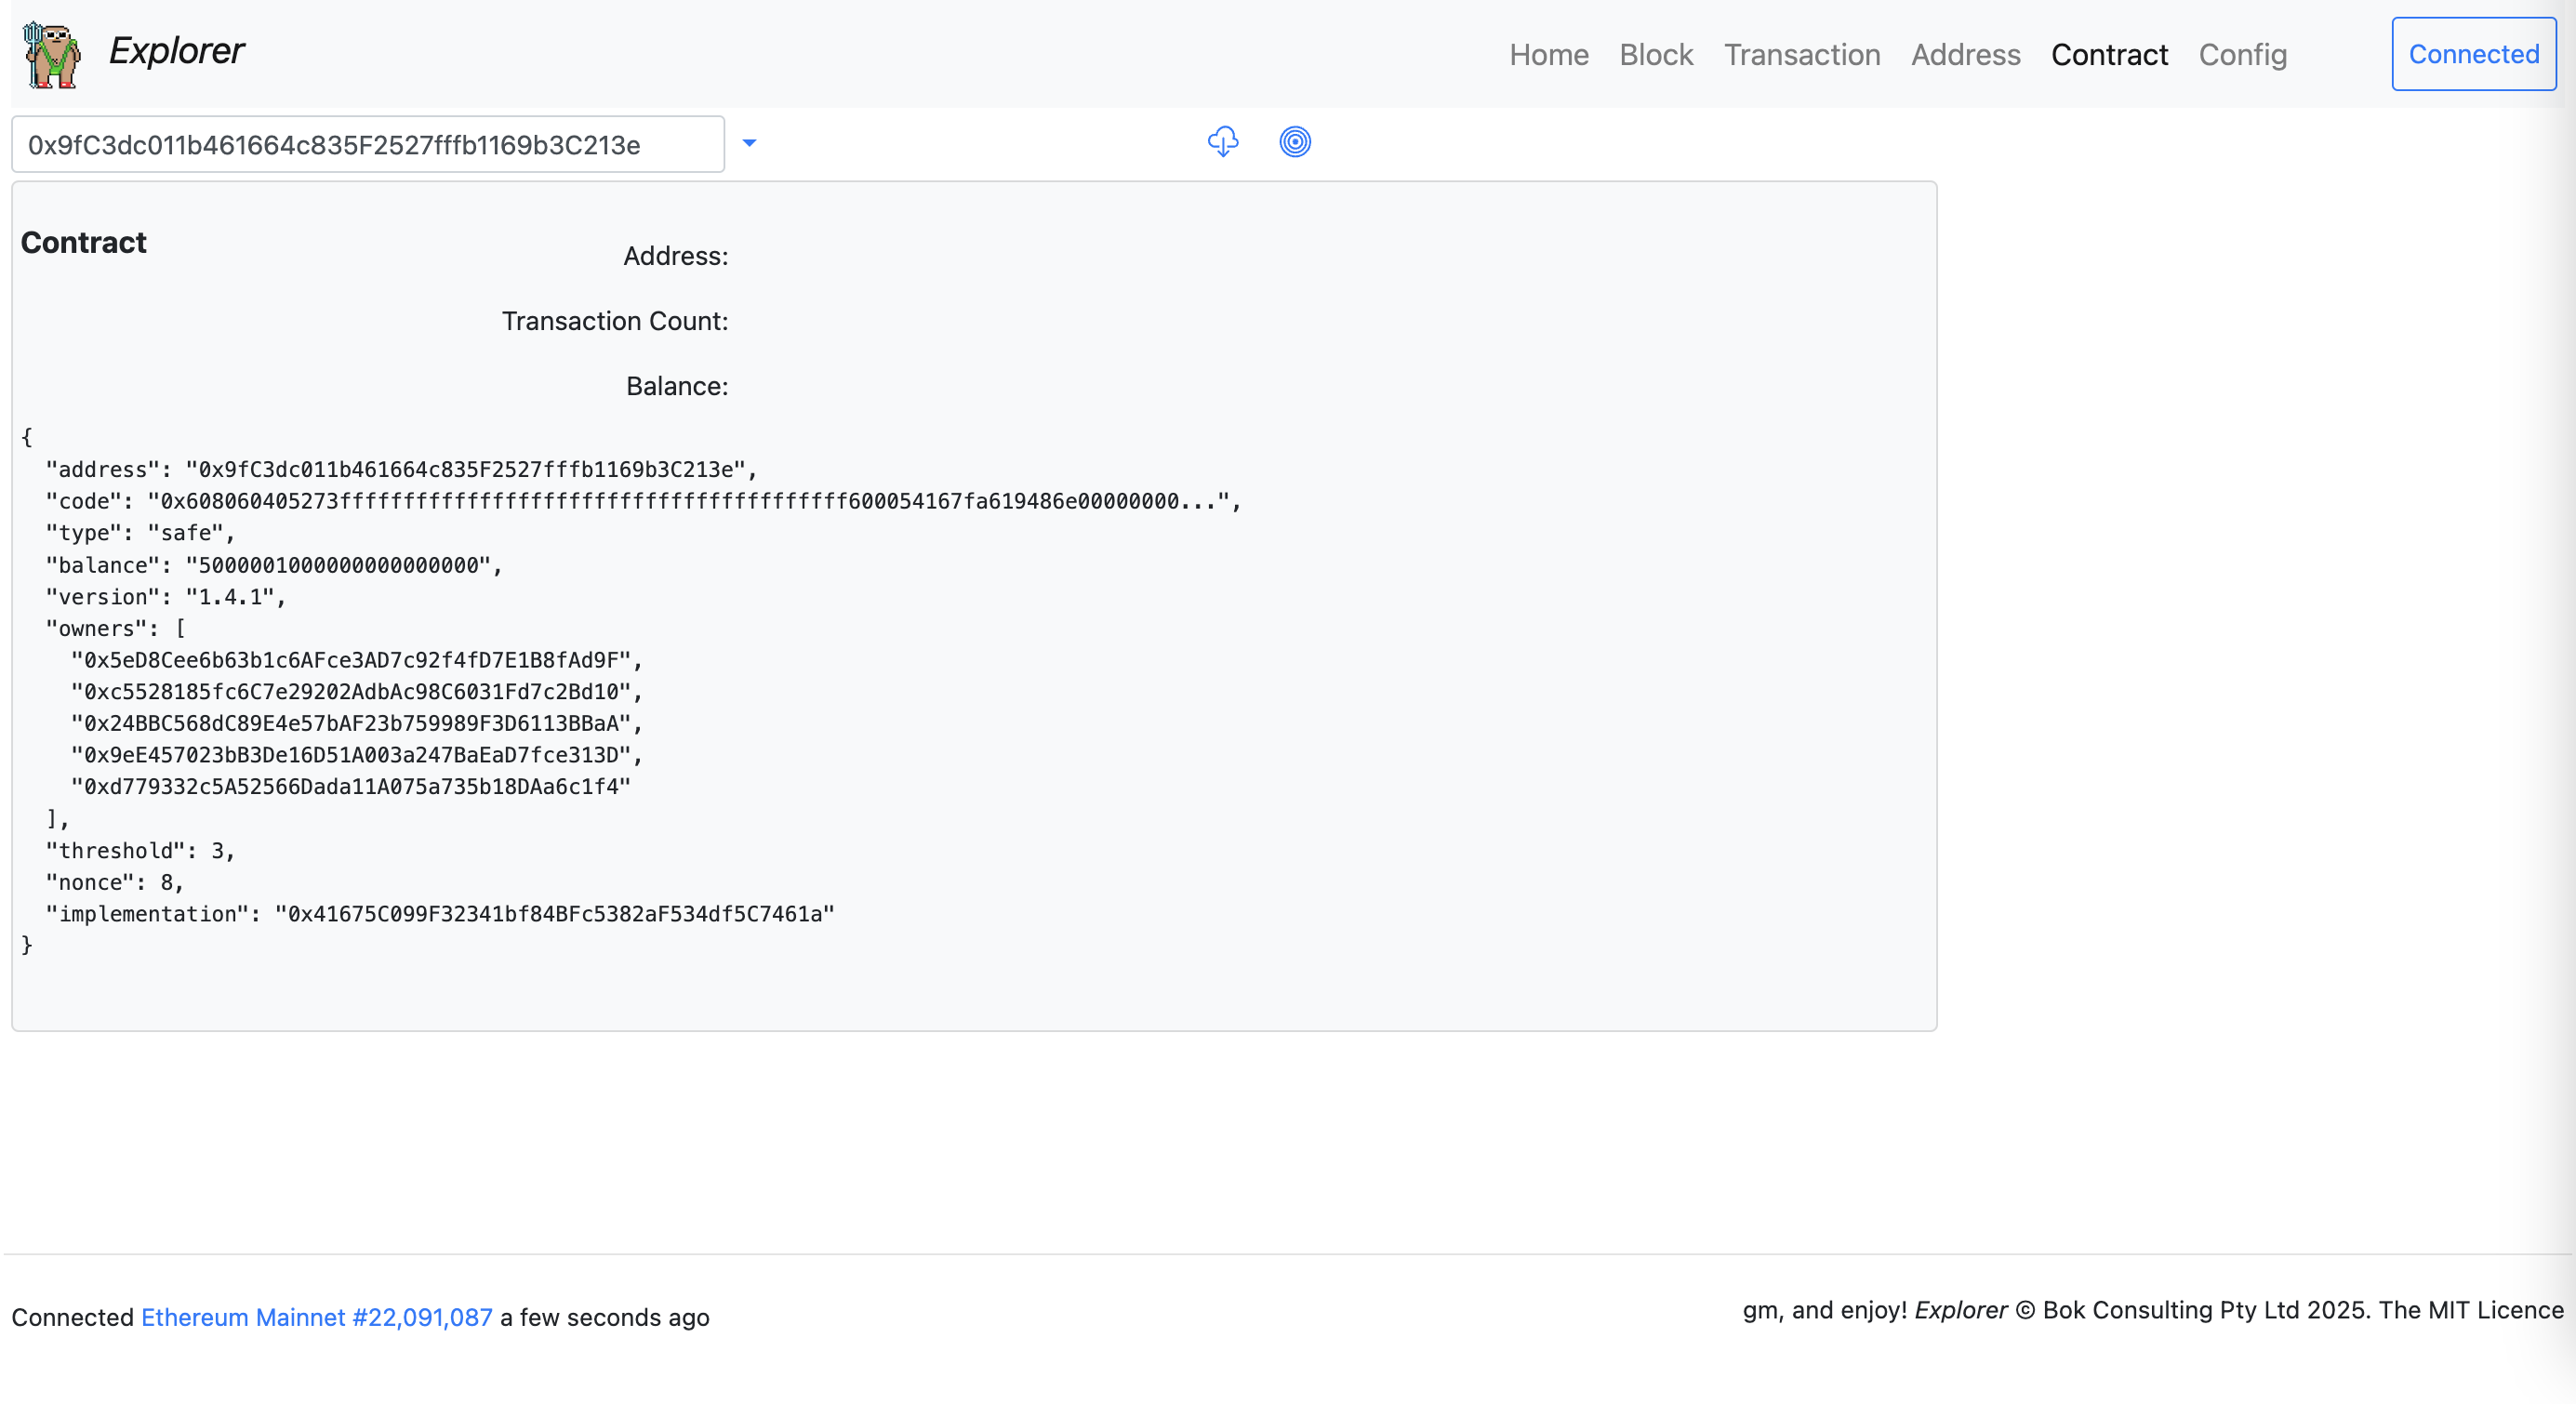 Explorer
Home Block Transaction Address Contract Config Connected
0x9fC3dc011b461664c835F2527fffb1169b3C213e
Contract
Address:
Transaction Count:
Balance:
{
  "address": "0x9fC3dc011b461664c835F2527fffb1169b3C213e",
  "code": "0x608060405273ffffffffffffffffffffffffffffffffffffffff600054167fa619486e00000000...",
  "type": "safe",
  "balance": "5000001000000000000000",
  "version": "1.4.1",
  "owners": [
    "0x5eD8Cee6b63b1c6AFce3AD7c92f4fD7E1B8fAd9F",
    "0xc5528185fc6C7e29202AdbAc98C6031Fd7c2Bd10",
    "0x24BBC568dC89E4e57bAF23b759989F3D6113BBaA",
    "0x9eE457023bB3De16D51A003a247BaEaD7fce313D",
    "0xd779332c5A52566Dada11A075a735b18DAa6c1f4"
  ],
  "threshold": 3,
  "nonce": 8,
  "implementation": "0x41675C099F32341bf84BFc5382aF534df5C7461a"
}
Connected Ethereum Mainnet #22,091,087 a few seconds ago
gm, and enjoy! Explorer © Bok Consulting Pty Ltd 2025. The MIT Licence